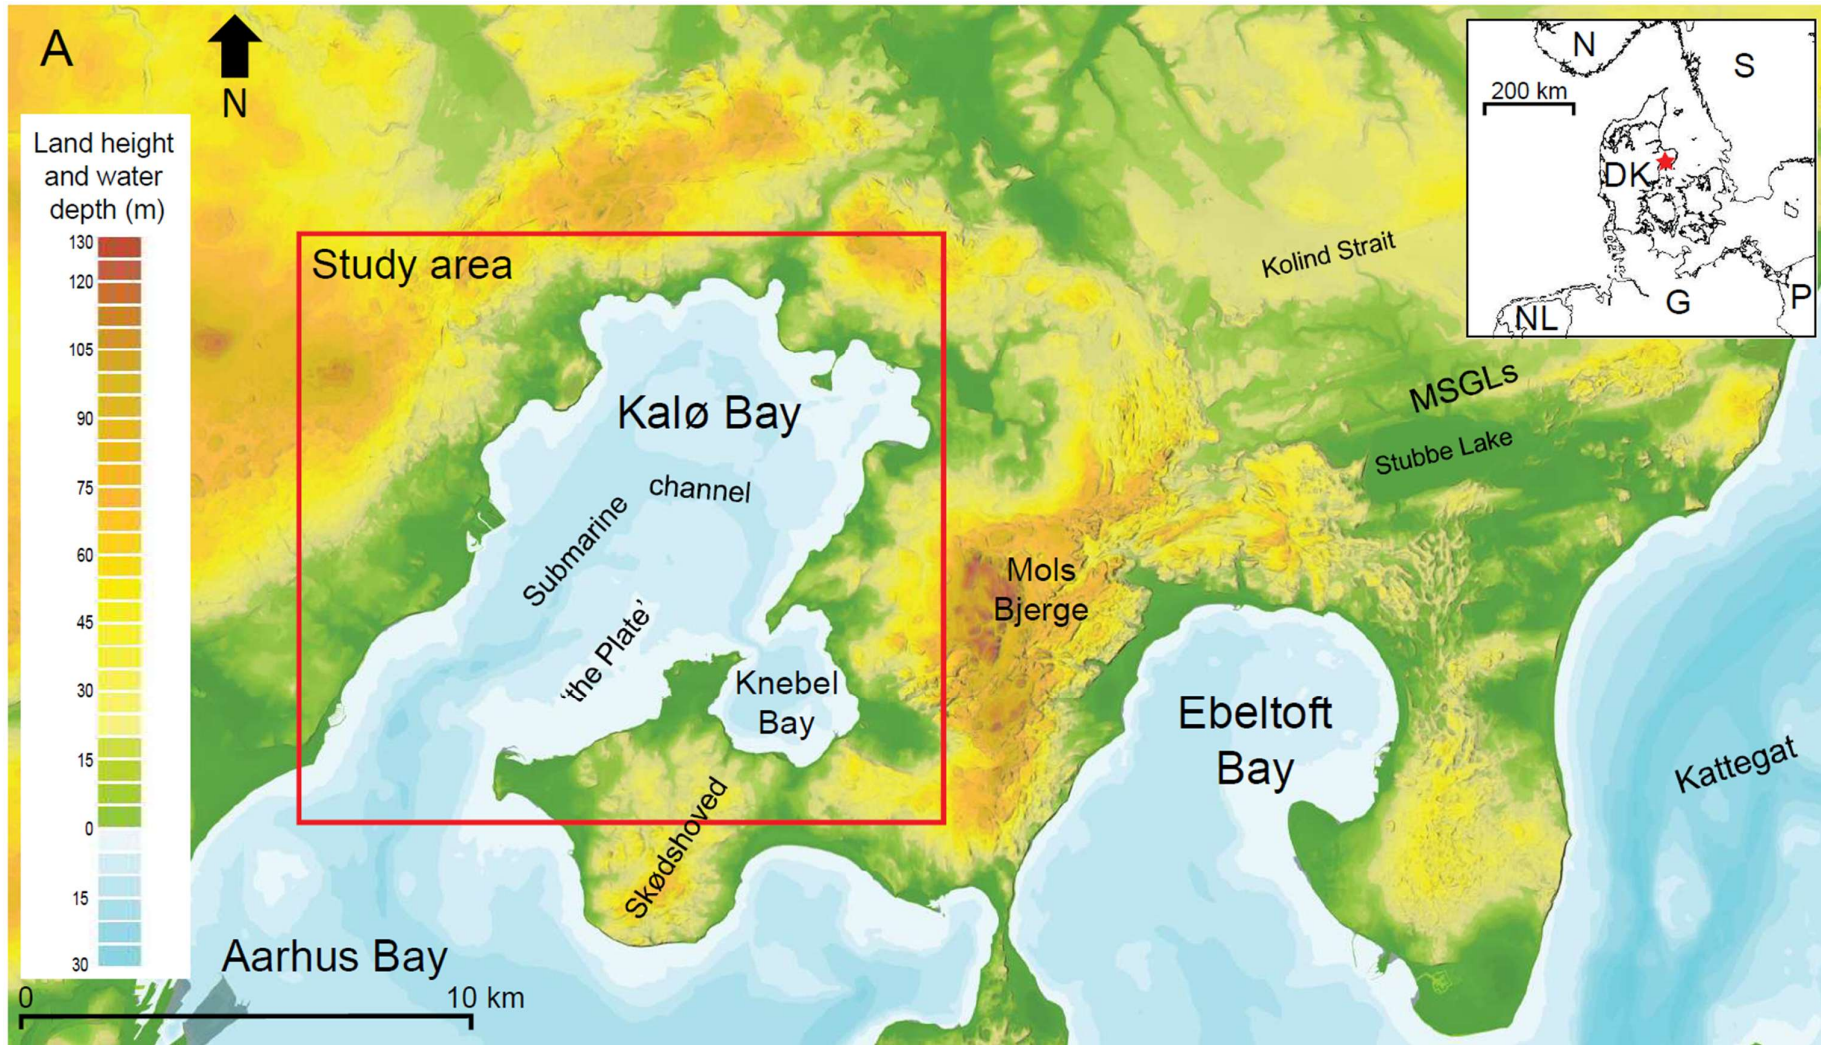 A
N
Land height
and water
depth (m)
130
120
105
90
75
60
45
30
15
0
15
30
Study area
Kalø Bay
channel
Submarine
'the Plate'
Knebel
Bay
Skødshoved
Aarhus Bay
0
10 km
Mols
Bjerge
Ebeltoft
Bay
Kolind Strait
MSGLs
Stubbe Lake
Kattegat
N
S
200 km
DK
G
P
NL